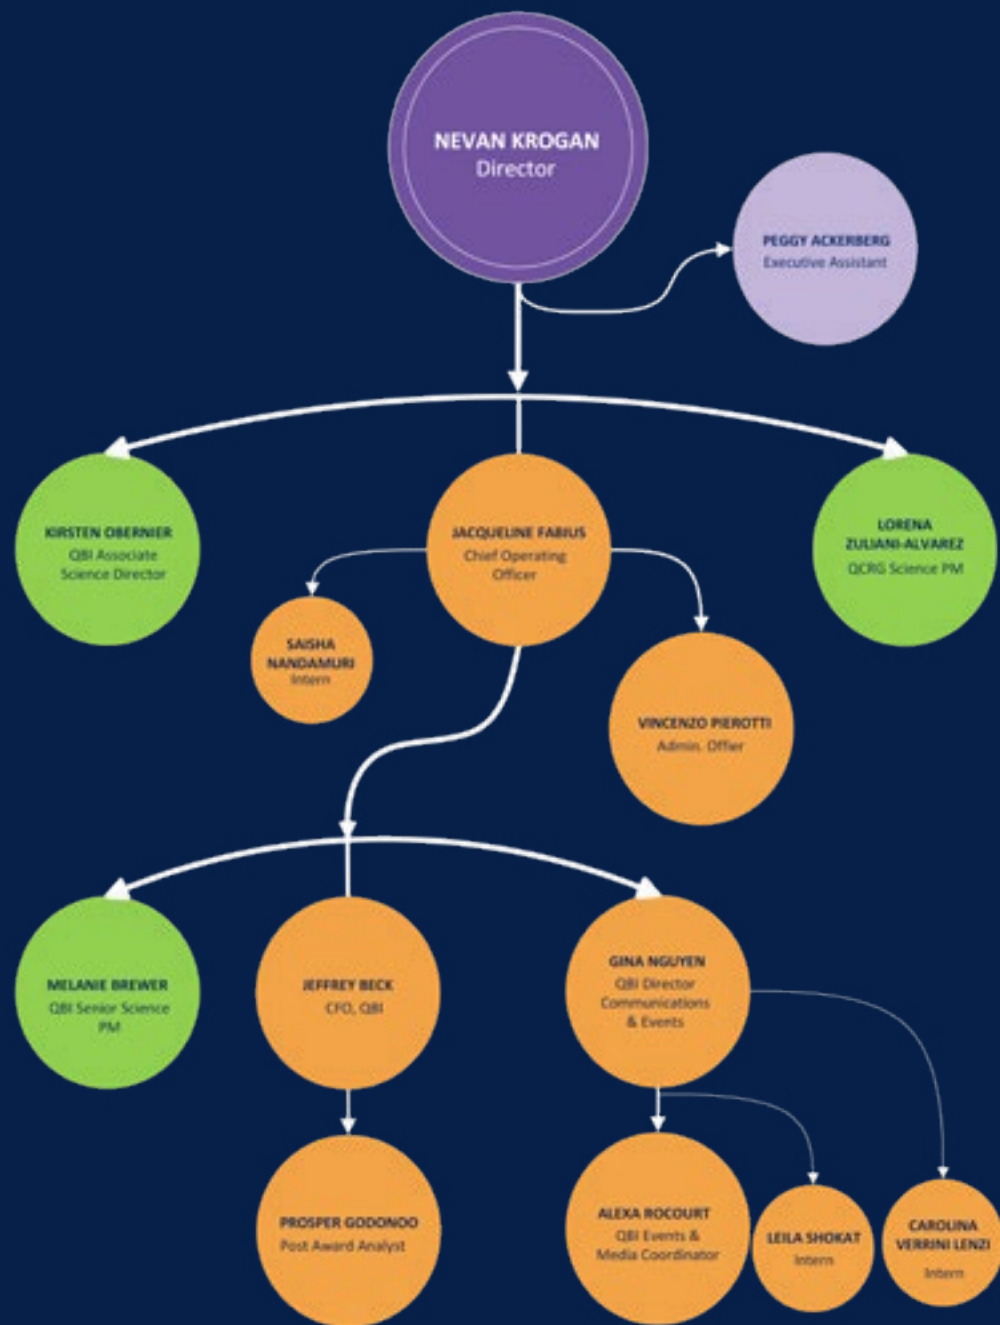 NEVAN KROGAN
Director
PEGGY ACKERBERG
Executive Assistant
KIRSTEN OBERNIER
QBI Associate
Science Director
JACQUELINE FABIUS
Chief Operating
Officer
LORENA
ZULIANI-ALVAREZ
QCRG Science PM
SAISHA
NANDAMURI
Intern
VINCENZO PIEROTTI
Admin. Offier
MELANIE BREWER
QBI Senior Science
PM
JEFFREY BECK
CFO, QBI
GINA NGUYEN
QBI Director
Communications
& Events
PROSPER GODONOO
Post Award Analyst
ALEXA ROCOURT
QBI Events &
Media Coordinator
LEILA SHOKAT
Intern
CAROLINA
VERRINI LENZI
Intern